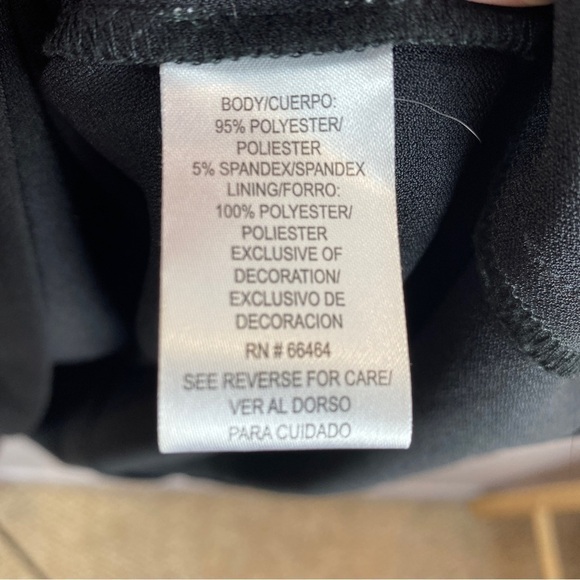 BODY/CUERPO:
95% POLYESTER/
POLIESTER
5% SPANDEX/SPANDEX
LINING/FORRO:
100% POLYESTER/
POLIESTER
EXCLUSIVE OF
DECORATION/
EXCLUSIVO DE
DECORACION
RN # 66464
SEE REVERSE FOR CARE/
VER AL DORSO
PARA CUIDADO